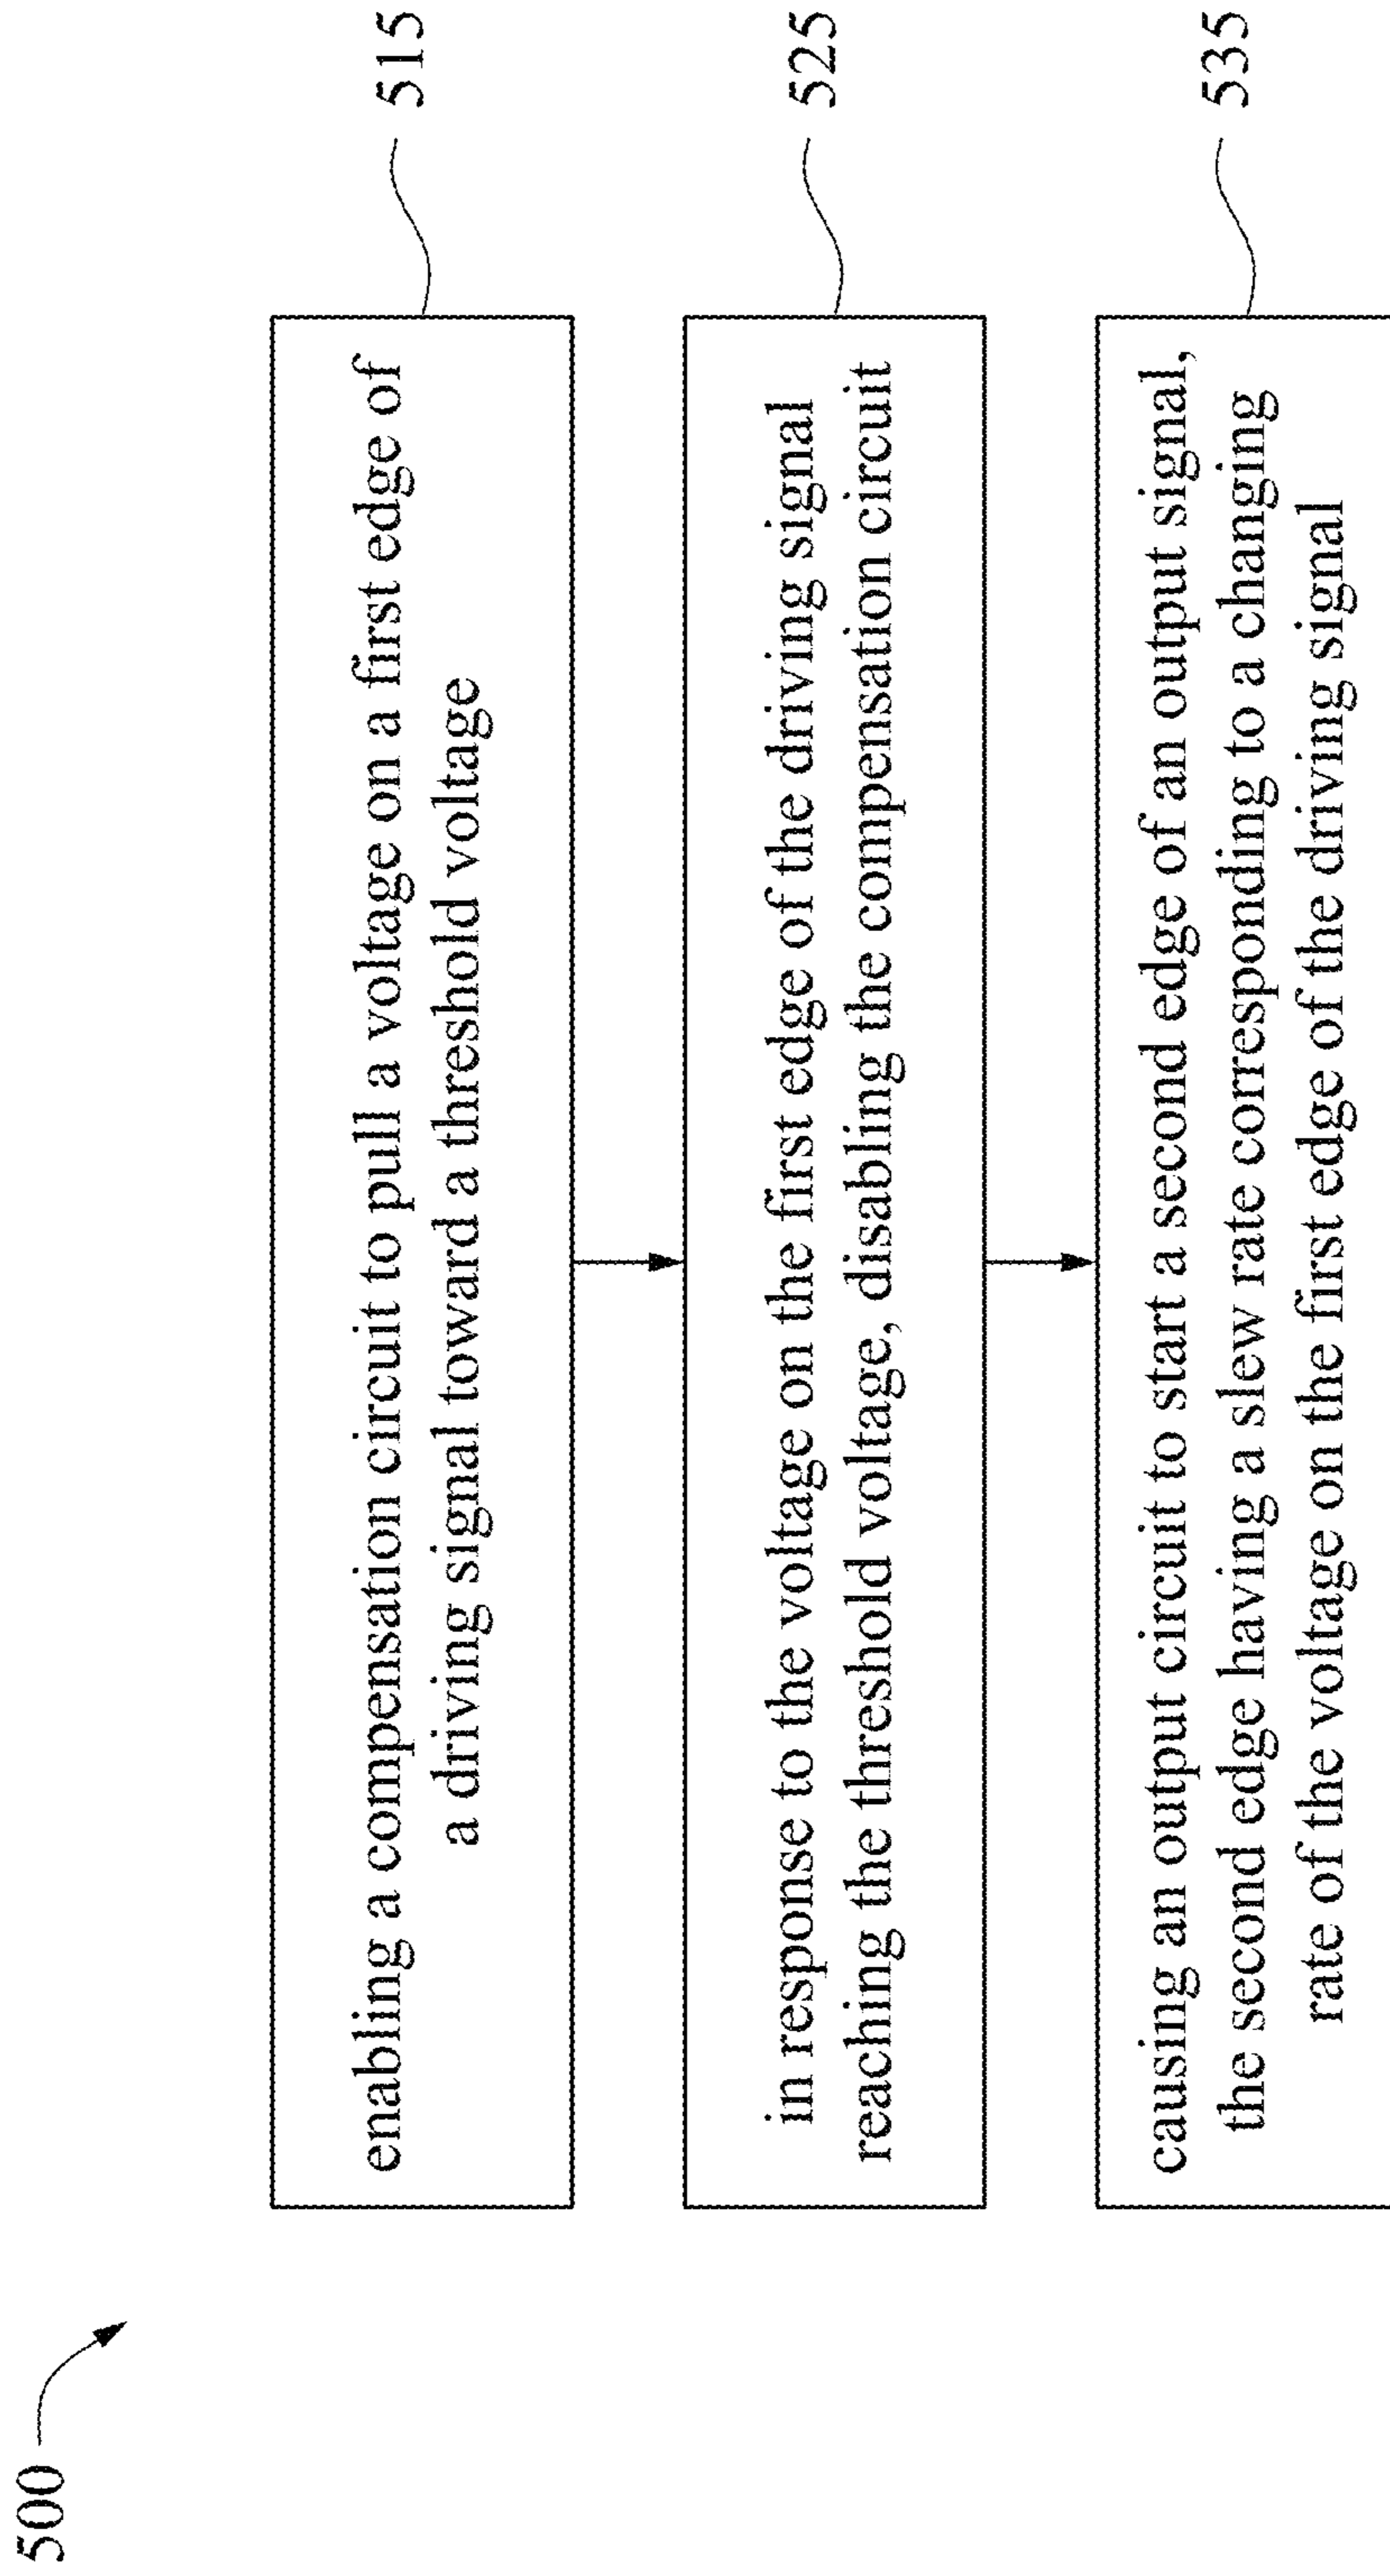 500
enabling a compensation circuit to pull a voltage on a first edge of
a driving signal toward a threshold voltage
515
in response to the voltage on the first edge of the driving signal
reaching the threshold voltage, disabling the compensation circuit
525
causing an output circuit to start a second edge of an output signal,
the second edge having a slew rate corresponding to a changing
rate of the voltage on the first edge of the driving signal
535